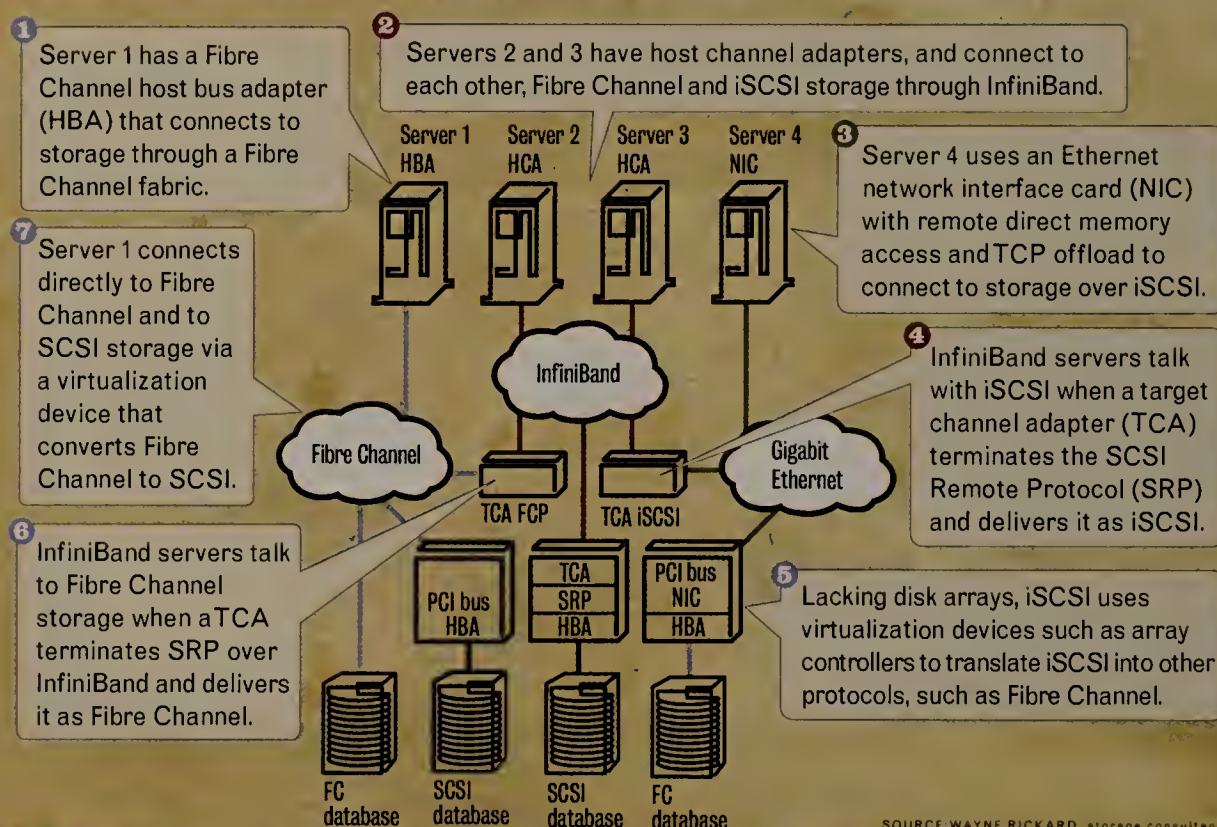 1
Server 1 has a Fibre
Channel host bus adapter
(HBA) that connects to
storage through a Fibre
Channel fabric.
2
Servers 2 and 3 have host channel adapters, and connect to
each other, Fibre Channel and iSCSI storage through InfiniBand.
Server 1
HBA
Server 2
HCA
Server 3
HCA
Server 4
NIC
3
Server 4 uses an Ethernet
network interface card (NIC)
with remote direct memory
access and TCP offload to
connect to storage over iSCSI.
7
Server 1 connects
directly to Fibre
Channel and to
SCSI storage via
a virtualization
device that
converts Fibre
Channel to SCSI.
InfiniBand
4
InfiniBand servers talk
with iSCSI when a target
channel adapter (TCA)
terminates the SCSI
Remote Protocol (SRP)
and delivers it as iSCSI.
Fibre Channel
Gigabit
Ethernet
TCA FCP
TCA iSCSI
6
InfiniBand servers talk
to Fibre Channel
storage when a TCA
terminates SRP over
InfiniBand and delivers
it as Fibre Channel.
PCI bus
HBA
TCA
SRP
HBA
PCI bus
NIC
HBA
5
Lacking disk arrays, iSCSI uses
virtualization devices such as array
controllers to translate iSCSI into other
protocols, such as Fibre Channel.
FC
database
SCSI
database
SCSI
database
FC
database
SOURCE: WAYNE RICKARD, storage consultant